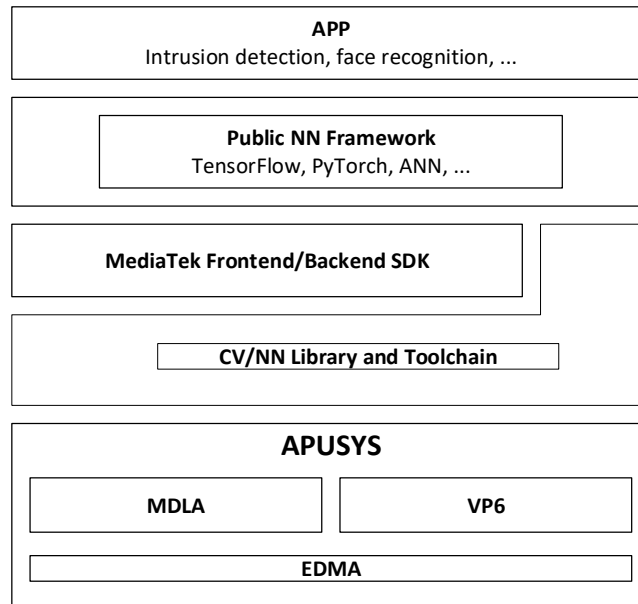 APP
Intrusion detection, face recognition, ...
Public NN Framework
TensorFlow, PyTorch, ANN, ...
MediaTek Frontend/Backend SDK
CV/NN Library and Toolchain
APUSYS
MDLA
VP6
EDMA